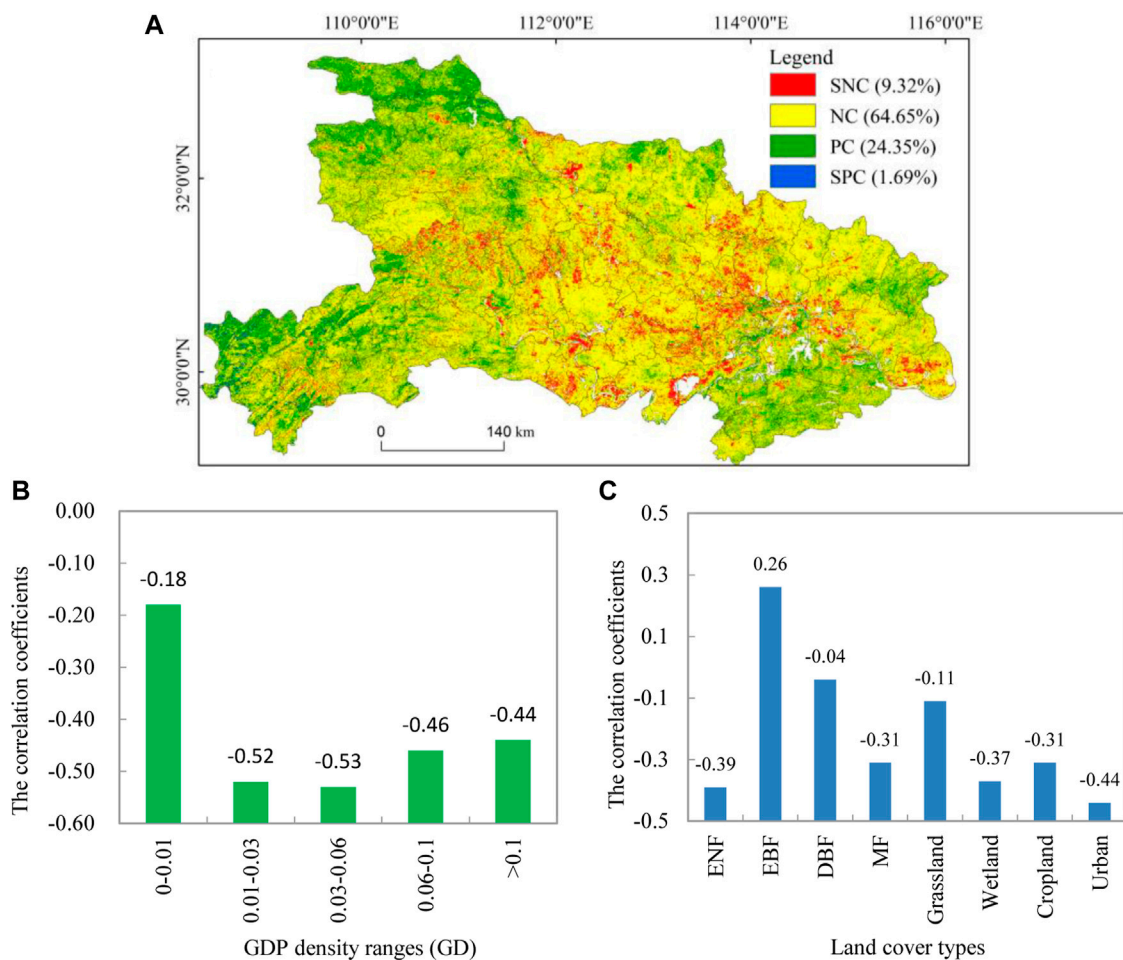 A
110°0'0"E
112°0'0"E
114°0'0"E
116°0'0"E
32°0'0"N
30°0'0"N
Legend
SNC (9.32%)
NC (64.65%)
PC (24.35%)
SPC (1.69%)
0
140 km
B
The correlation coefficients
0.00
-0.10
-0.20
-0.30
-0.40
-0.50
-0.60
-0.18
-0.52
-0.53
-0.46
-0.44
0-0.01
0.01-0.03
0.03-0.06
0.06-0.1
>0.1
GDP density ranges (GD)
C
The correlation coefficients
0.5
0.3
0.1
-0.1
-0.3
-0.5
-0.39
0.26
-0.04
-0.31
-0.11
-0.37
-0.31
-0.44
ENF
EBF
DBF
MF
Grassland
Wetland
Cropland
Urban
Land cover types